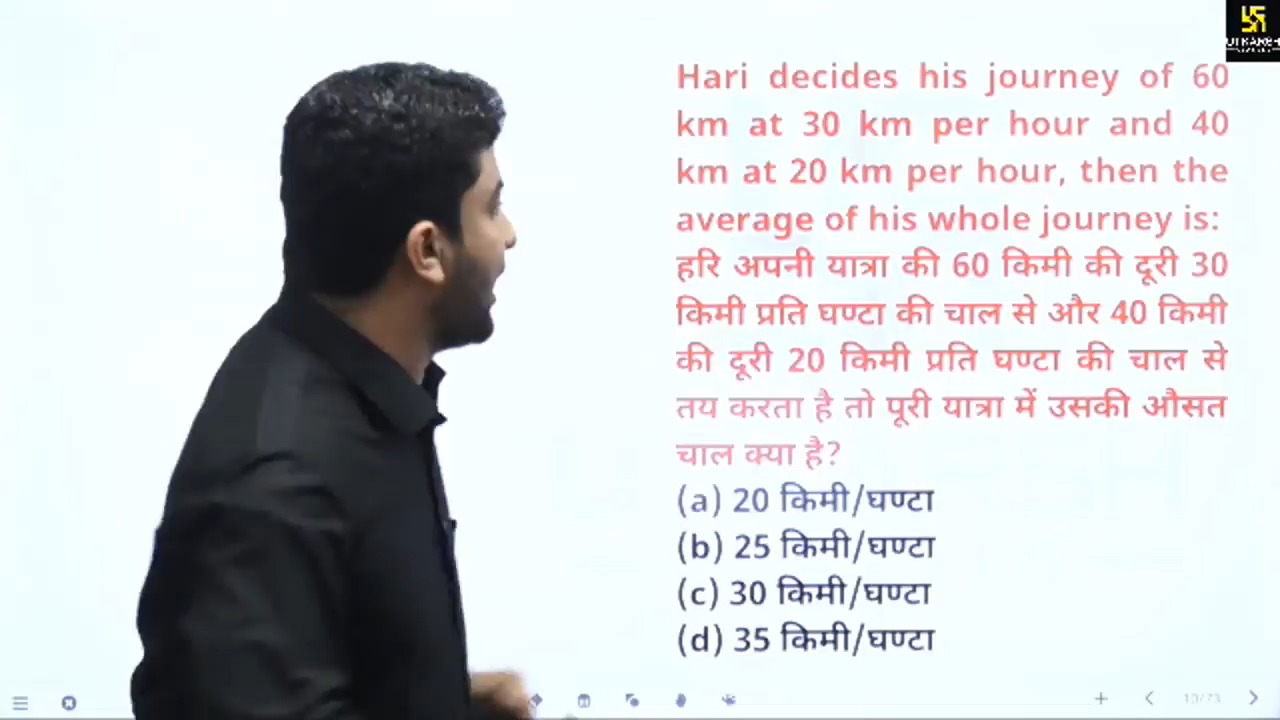 UTKARSH
Hari decides his journey of 60
km at 30 km per hour and 40
km at 20 km per hour, then the
average of his whole journey is:
हरि अपनी यात्रा की 60 किमी की दूरी 30
किमी प्रति घण्टा की चाल से और 40 किमी
की दूरी 20 किमी प्रति घण्टा की चाल से
तय करता है तो पूरी यात्रा में उसकी औसत
चाल क्या है?
(a) 20 किमी/घण्टा
(b) 25 किमी/घण्टा
(c) 30 किमी/घण्टा
(d) 35 किमी/घण्टा